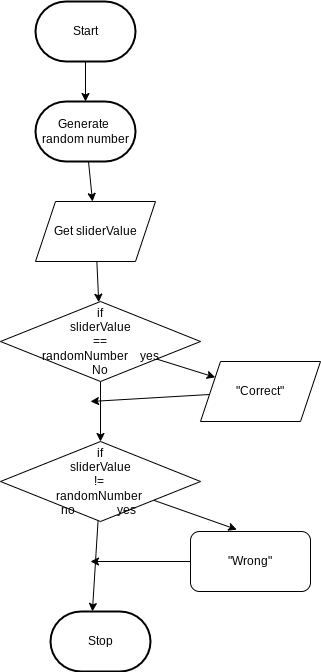 Start
Generate
random number
Get sliderValue
if
sliderValue
==
randomNumber yes
No
"Correct"
if
sliderValue
!=
randomNumber
no yes
"Wrong"
Stop